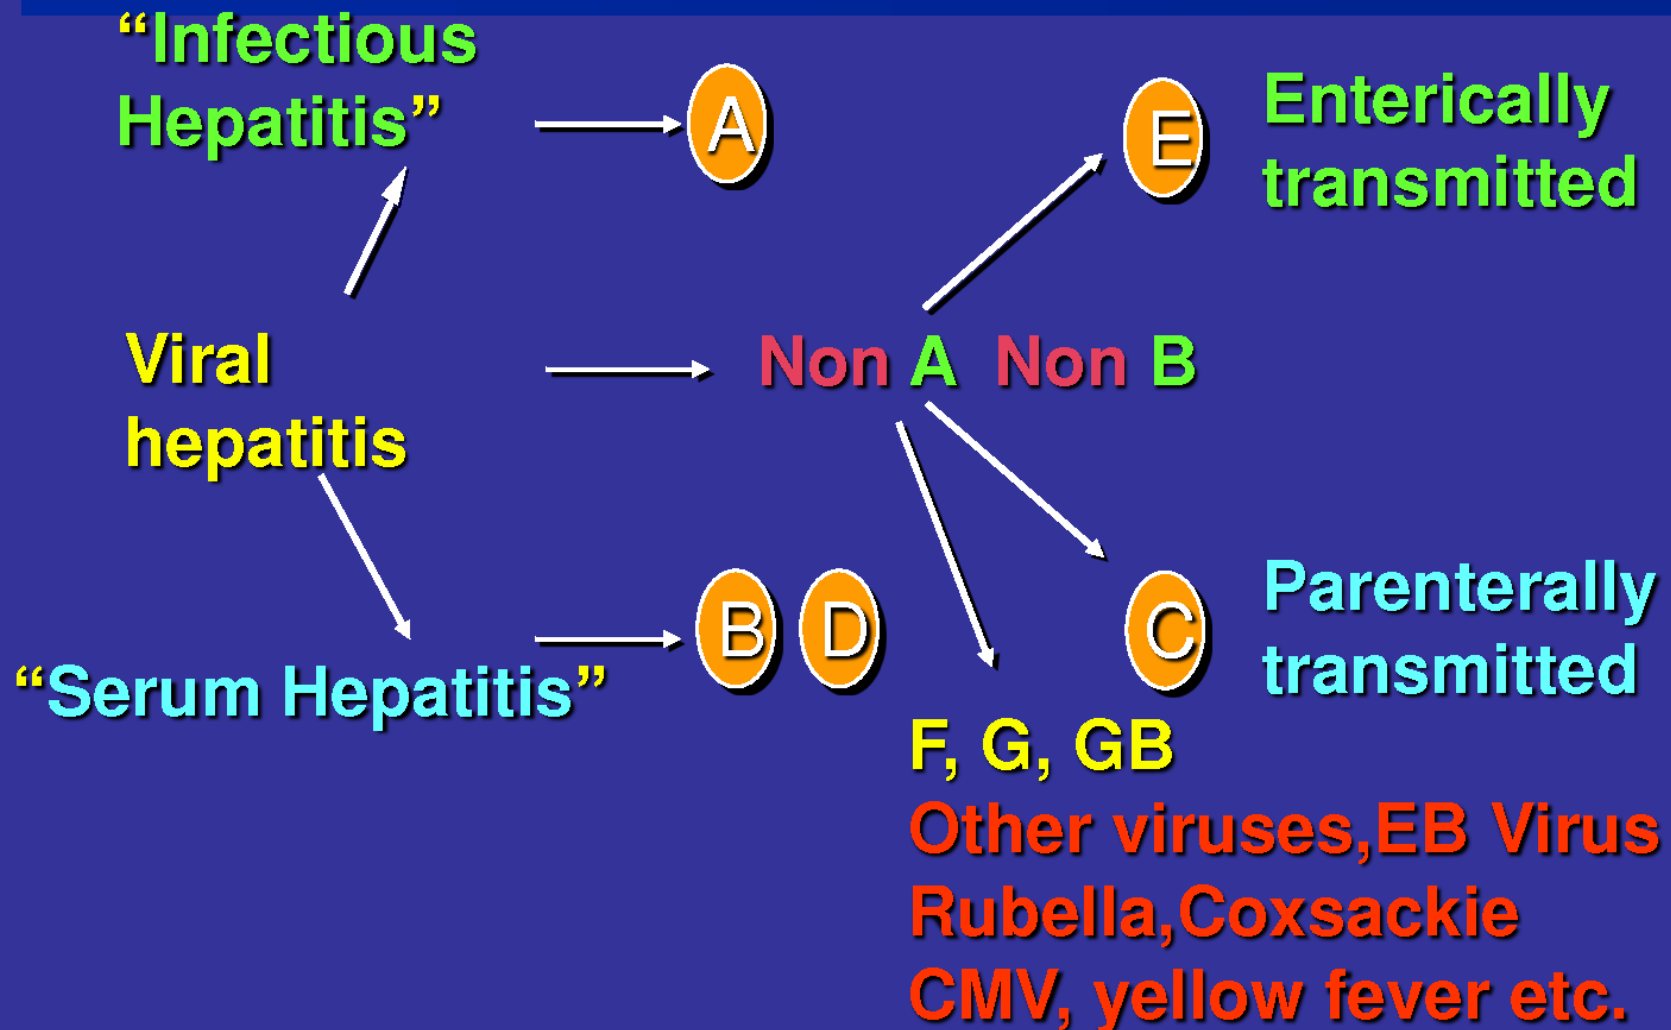 “Infectious
Hepatitis”
A
E
Enterically
transmitted
Viral
hepatitis
Non A Non B
“Serum Hepatitis”
B D
C
Parenterally
transmitted
F, G, GB
Other viruses,EB Virus
Rubella,Coxsackie
CMV, yellow fever etc.